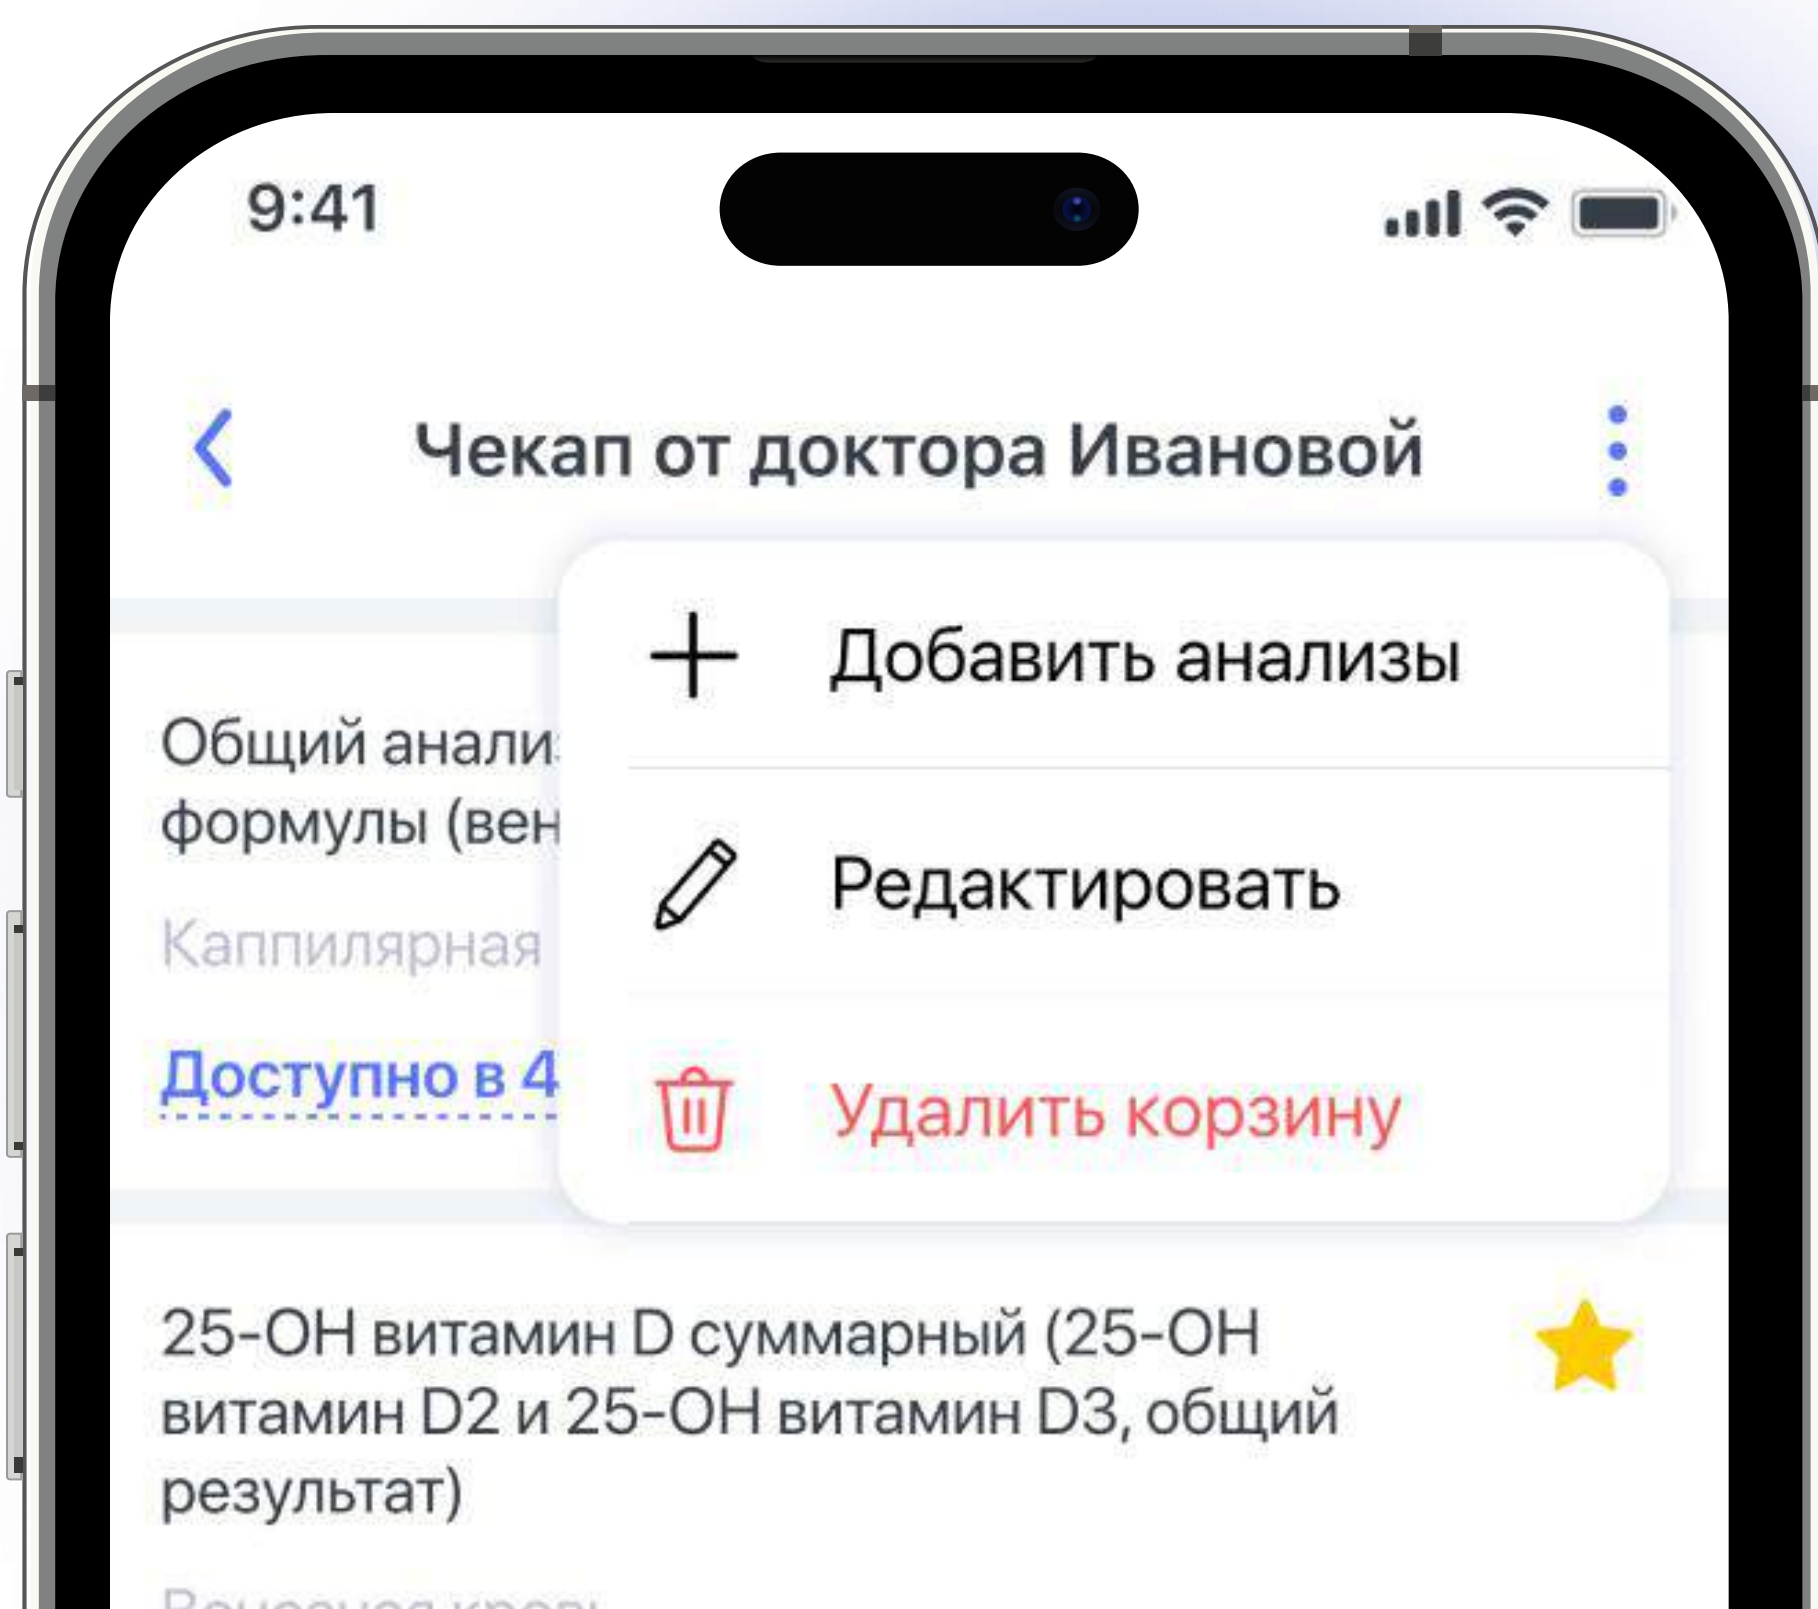 9:41
Чекап от доктора Ивановой
Добавить анализы
Редактировать
Удалить корзину
Общий анали
формулы (вен
Каппилярная
Доступно в 4
25-OH витамин D суммарный (25-OH
витамин D2 и 25-OH витамин D3, общий
результат)